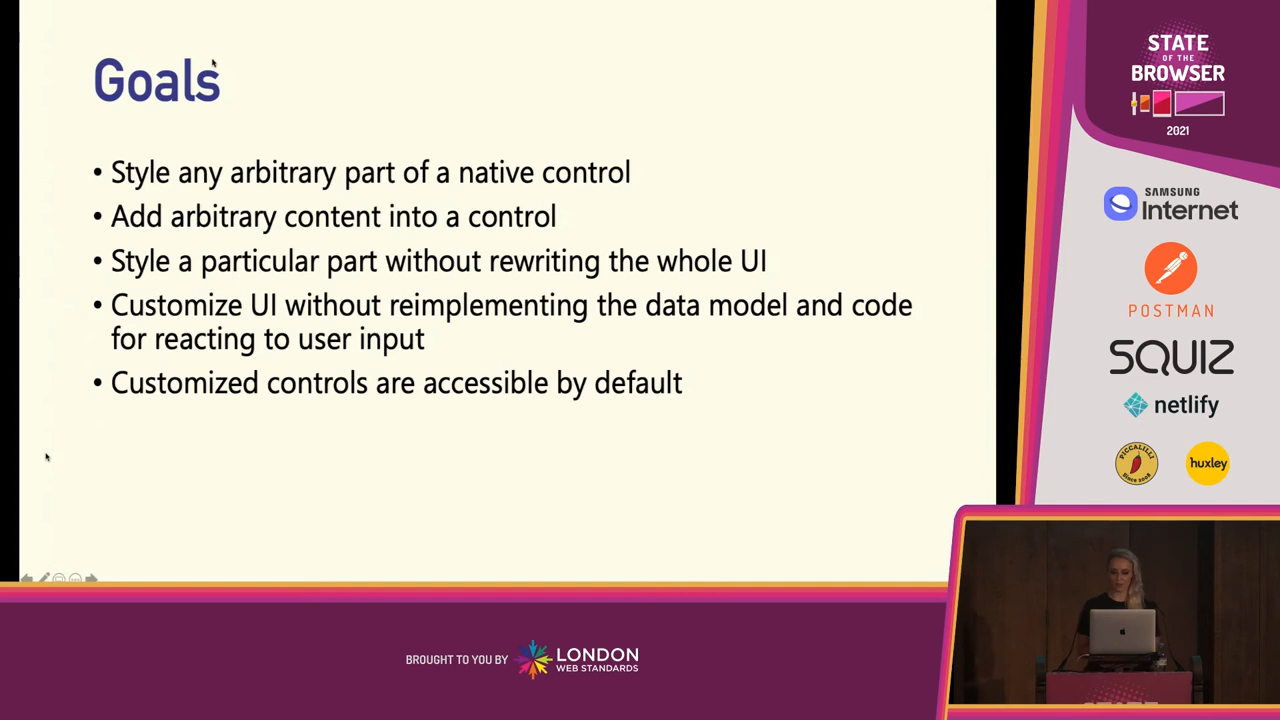 Goals
• Style any arbitrary part of a native control
• Add arbitrary content into a control
• Style a particular part without rewriting the whole UI
• Customize UI without reimplementing the data model and code
for reacting to user input
• Customized controls are accessible by default
STATE
OF THE
BROWSER
2021
SAMSUNG
Internet
POSTMAN
SQUIZ
netlify
PICCALILLI
SINCE 2008
huxley
BROUGHT TO YOU BY
LONDON
WEB STANDARDS